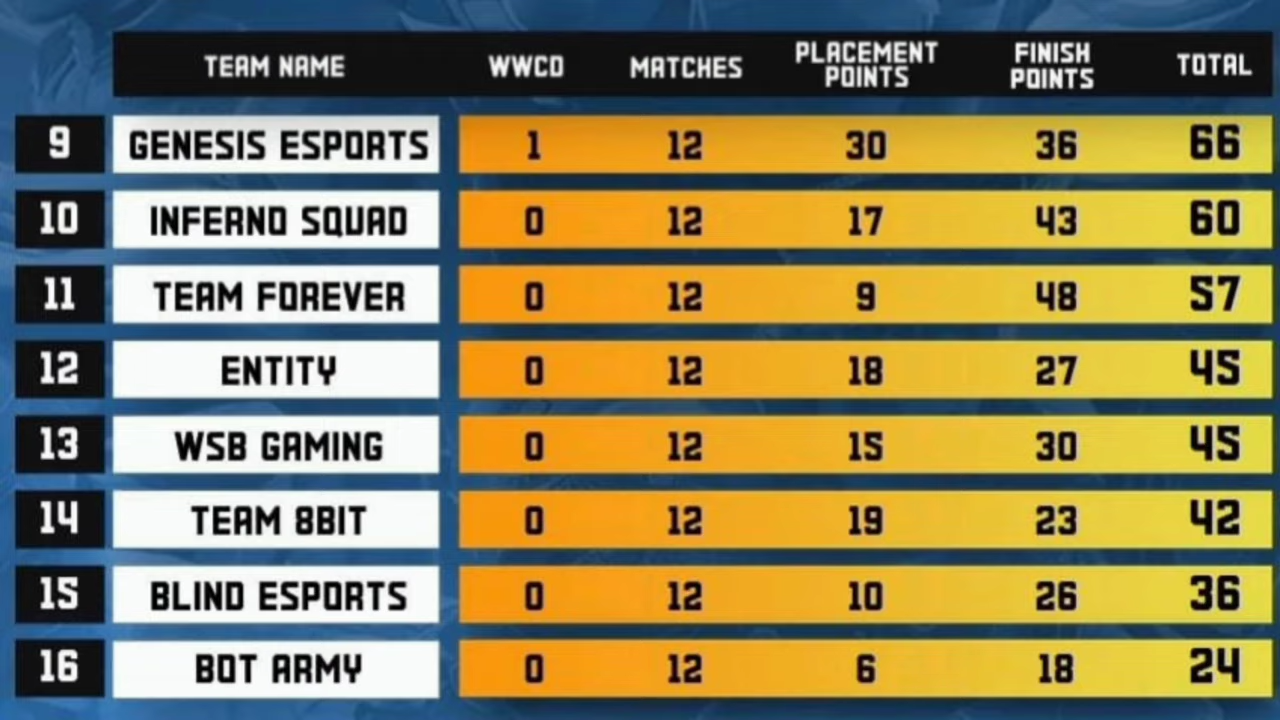 TEAM NAME WWCD MATCHES PLACEMENT POINTS FINISH POINTS TOTAL
9 GENESIS ESPORTS 1 12 30 36 66
10 INFERNO SQUAD 0 12 17 43 60
11 TEAM FOREVER 0 12 9 48 57
12 ENTITY 0 12 18 27 45
13 WSB GAMING 0 12 15 30 45
14 TEAM 8BIT 0 12 19 23 42
15 BLIND ESPORTS 0 12 10 26 36
16 BOT ARMY 0 12 6 18 24